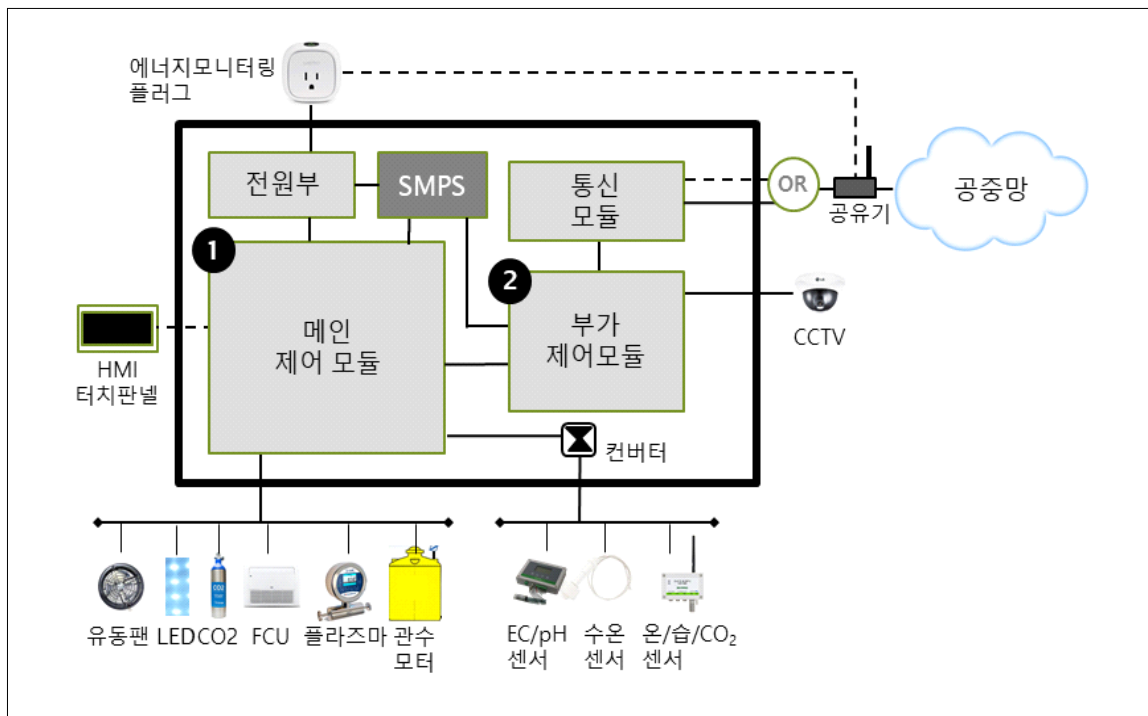 에너지모니터링
플러그
전원부
SMPS
통신
모듈
OR
공유기
공중망
1
메인
제어 모듈
2
부가
제어모듈
CCTV
HMI
터치판넬
컨버터
유동팬
LED
CO2
FCU
플라즈마
관수
모터
EC/pH
센서
수온
센서
온/습/CO₂
센서
CO2